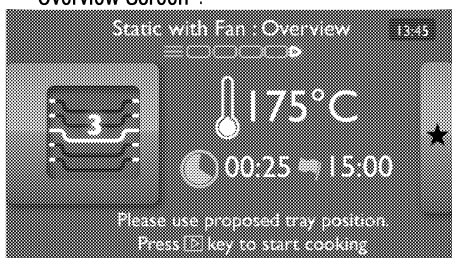 Overview Screen".
Static with Fan : Overview 13:45
3
175°C
00:25 15:00
Please use proposed tray position.
Press key to start cooking